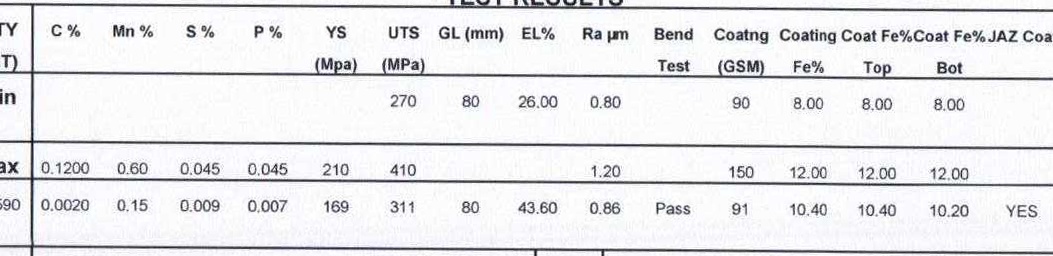 TEST RESULTS
TY C % Mn % S % P % YS UTS GL (mm) EL% Ra µm Bend Coatng Coating Coat Fe% Coat Fe% JAZ Coa
T) (Mpa) (MPa) Test (GSM) Fe% Top Bot
in 270 80 26.00 0.80 90 8.00 8.00 8.00
ax 0.1200 0.60 0.045 0.045 210 410 1.20 150 12.00 12.00 12.00
590 0.0020 0.15 0.009 0.007 169 311 80 43.60 0.86 Pass 91 10.40 10.40 10.20 YES